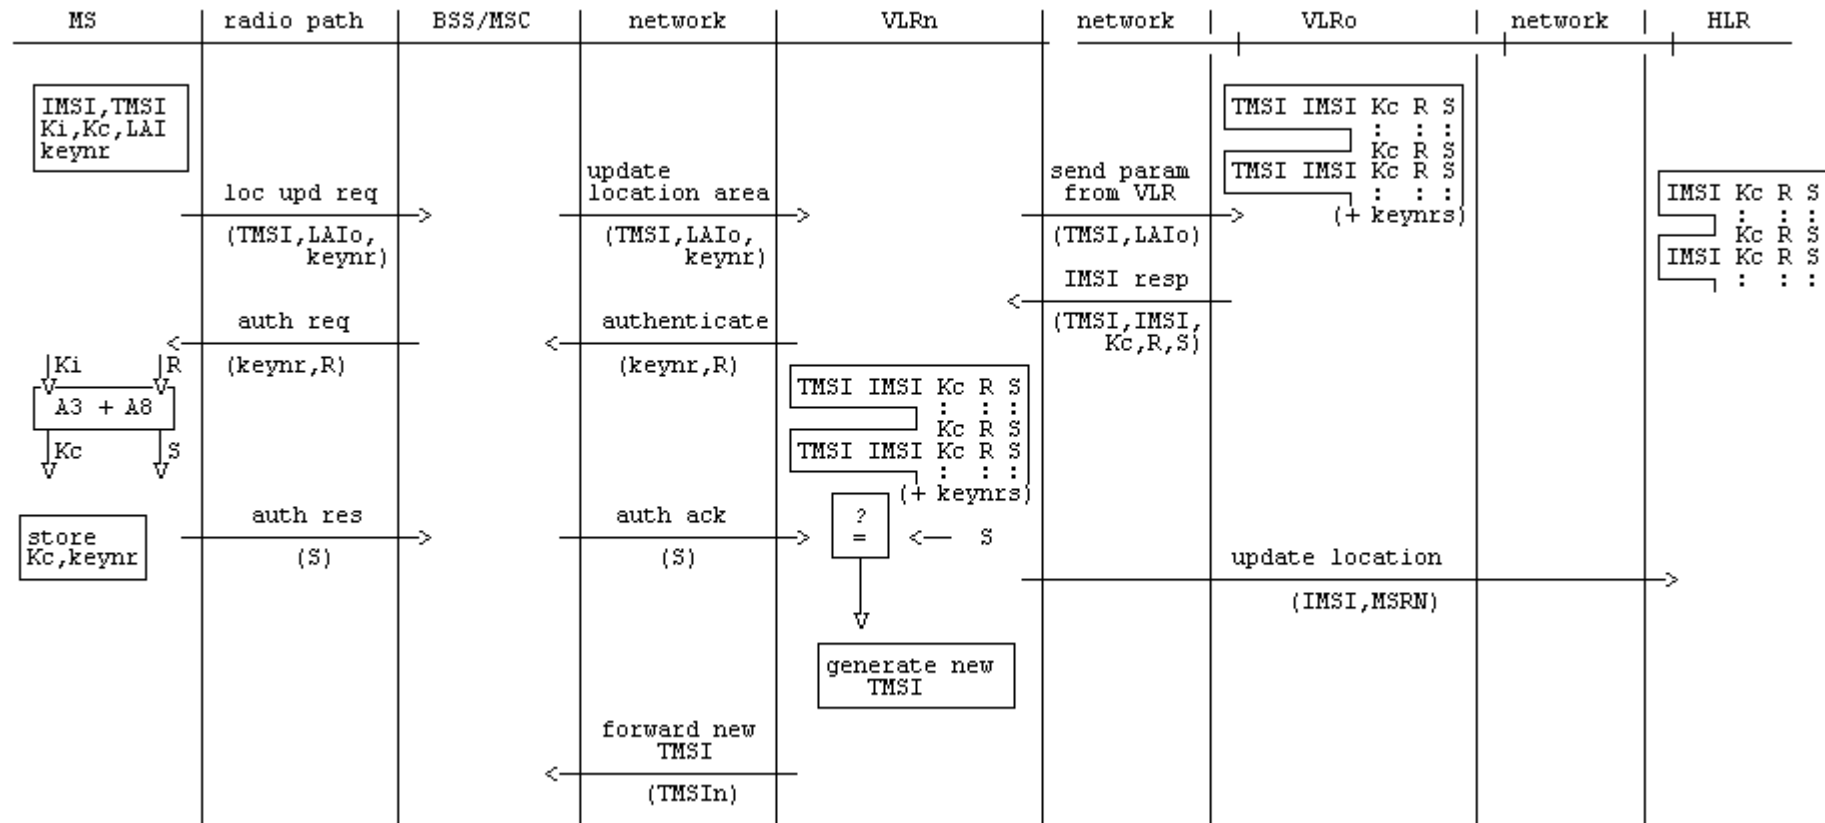 MS radio path BSS/MSC network VLRn network VLRo network HLR
IMSI,TMSI
Ki,Kc,LAI
keynr
TMSI IMSI Kc R S
: : :
Kc R S
TMSI IMSI Kc R S
: : :
(+ keynrs)
IMSI Kc R S
: : :
Kc R S
IMSI Kc R S
: : :
loc upd req
(TMSI,LAIo,
keynr)
update
location area
(TMSI,LAIo,
keynr)
send param
from VLR
(TMSI,LAIo)
IMSI resp
(TMSI,IMSI,
Kc,R,S)
auth req
(keynr,R)
authenticate
(keynr,R)
Ki R
A3 + A8
Kc S
TMSI IMSI Kc R S
: : :
Kc R S
TMSI IMSI Kc R S
: : :
(+ keynrs)
store
Kc,keynr
auth res
(S)
auth ack
(S)
?
=
S
update location
(IMSI,MSRN)
generate new
TMSI
forward new
TMSI
(TMSIn)